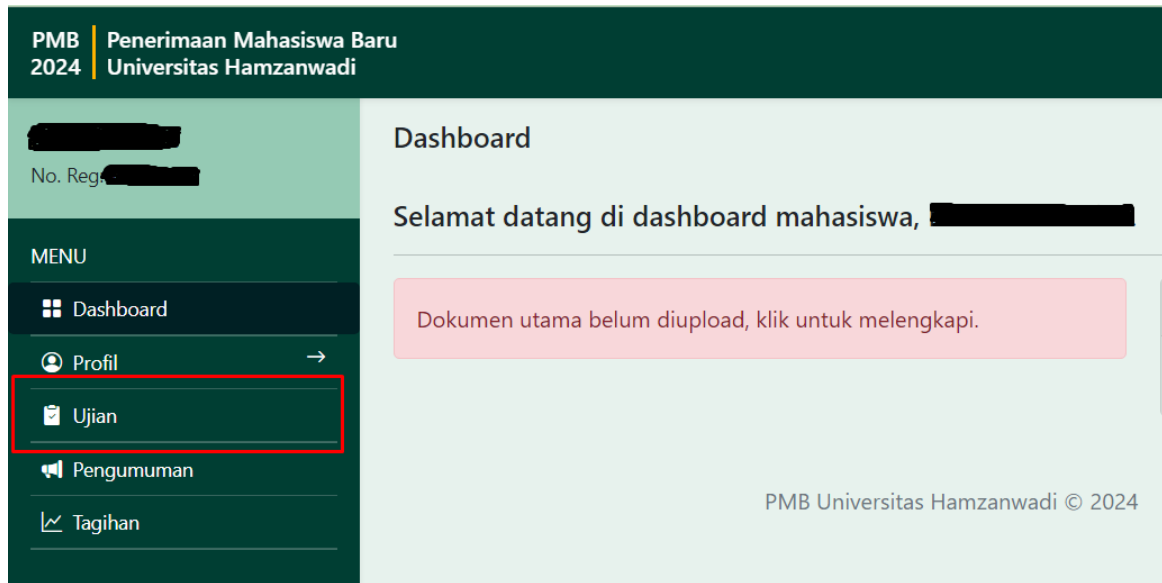 PMB
2024
Penerimaan Mahasiswa Baru
Universitas Hamzanwadi
No. Reg.
MENU
Dashboard
Profil
Ujian
Pengumuman
Tagihan
Dashboard
Selamat datang di dashboard mahasiswa,
Dokumen utama belum diupload, klik untuk melengkapi.
PMB Universitas Hamzanwadi © 2024